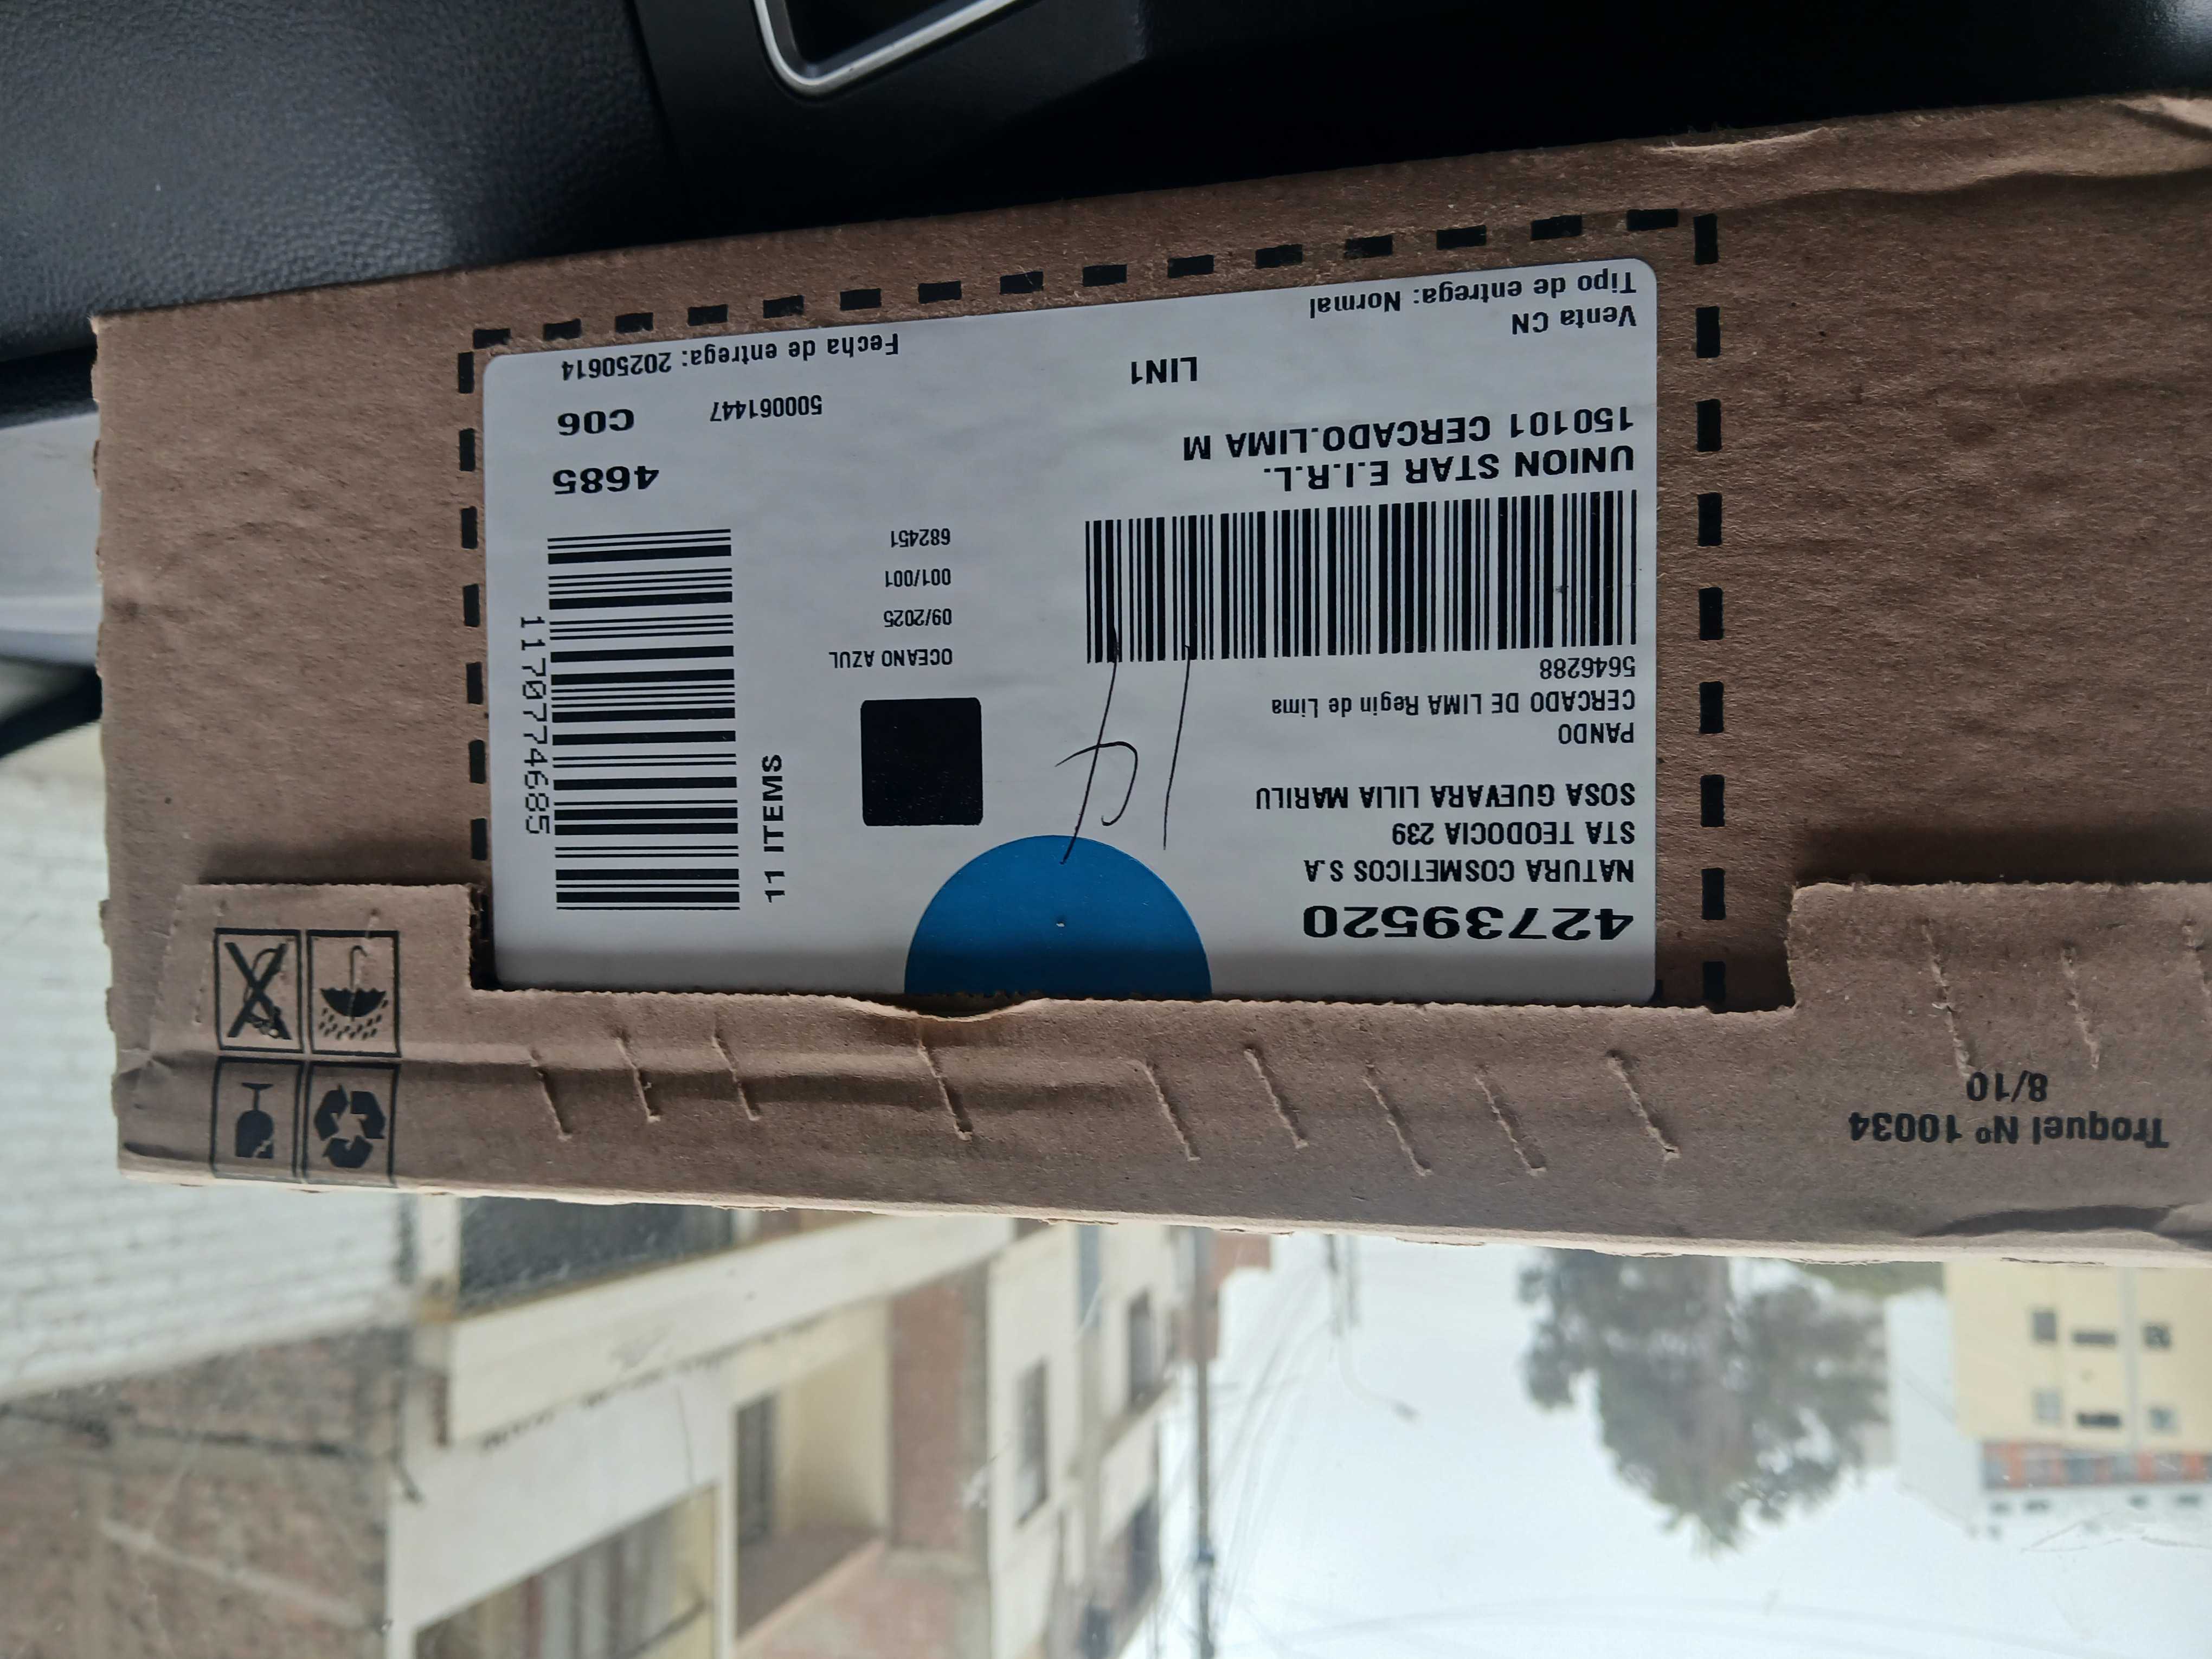 42739520
NATURA COSMETICOS S.A
STA TEODOCIA 239
SOSA GUEVARA LILIA MARILU
PANDO
CERCADO DE LIMA Regin de Lima
5646288
UNION STAR E.I.R.L.
150101 CERCADO.LIMA M
LIN1
Venta CN
Tipo de entrega: Normal
11 ITEMS
1170774685
OCEANO AZUL
09/2025
001/001
682451
4685
500061447
C06
Fecha de entrega: 20250614
Troquel Nº 10034
8/10